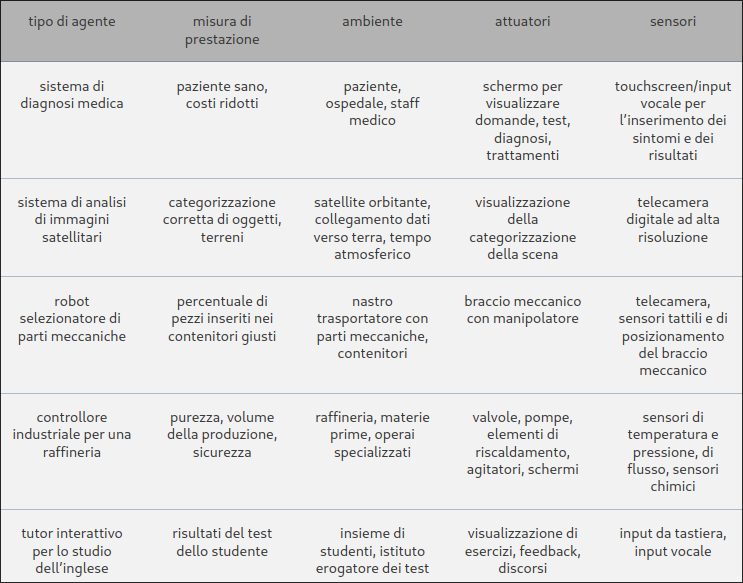 tipo di agente
misura di
prestazione
ambiente
attuatori
sensori
sistema di
diagnosi medica
paziente sano,
costi ridotti
paziente,
ospedale, staff
medico
schermo per
visualizzare
domande, test,
diagnosi,
trattamenti
touchscreen/input
vocale per
l’inserimento dei
sintomi e dei
risultati
sistema di analisi
di immagini
satellitari
categorizzazione
corretta di oggetti,
terreni
satellite orbitante,
collegamento dati
verso terra, tempo
atmosferico
visualizzazione
della
categorizzazione
della scena
telecamera
digitale ad alta
risoluzione
robot
selezionatore di
parti meccaniche
percentuale di
pezzi inseriti nei
contenitori giusti
nastro
trasportatore con
parti meccaniche,
contenitori
braccio meccanico
con manipolatore
telecamera,
sensori tattili e di
posizionamento
del braccio
meccanico
controllore
industriale per una
raffineria
purezza, volume
della produzione,
sicurezza
raffineria, materie
prime, operai
specializzati
valvole, pompe,
elementi di
riscaldamento,
agitatori, schermi
sensori di
temperatura e
pressione, di
flusso, sensori
chimici
tutor interattivo
per lo studio
dell’inglese
risultati del test
dello studente
insieme di
studenti, istituto
erogatore dei test
visualizzazione di
esercizi, feedback,
discorsi
input da tastiera,
input vocale